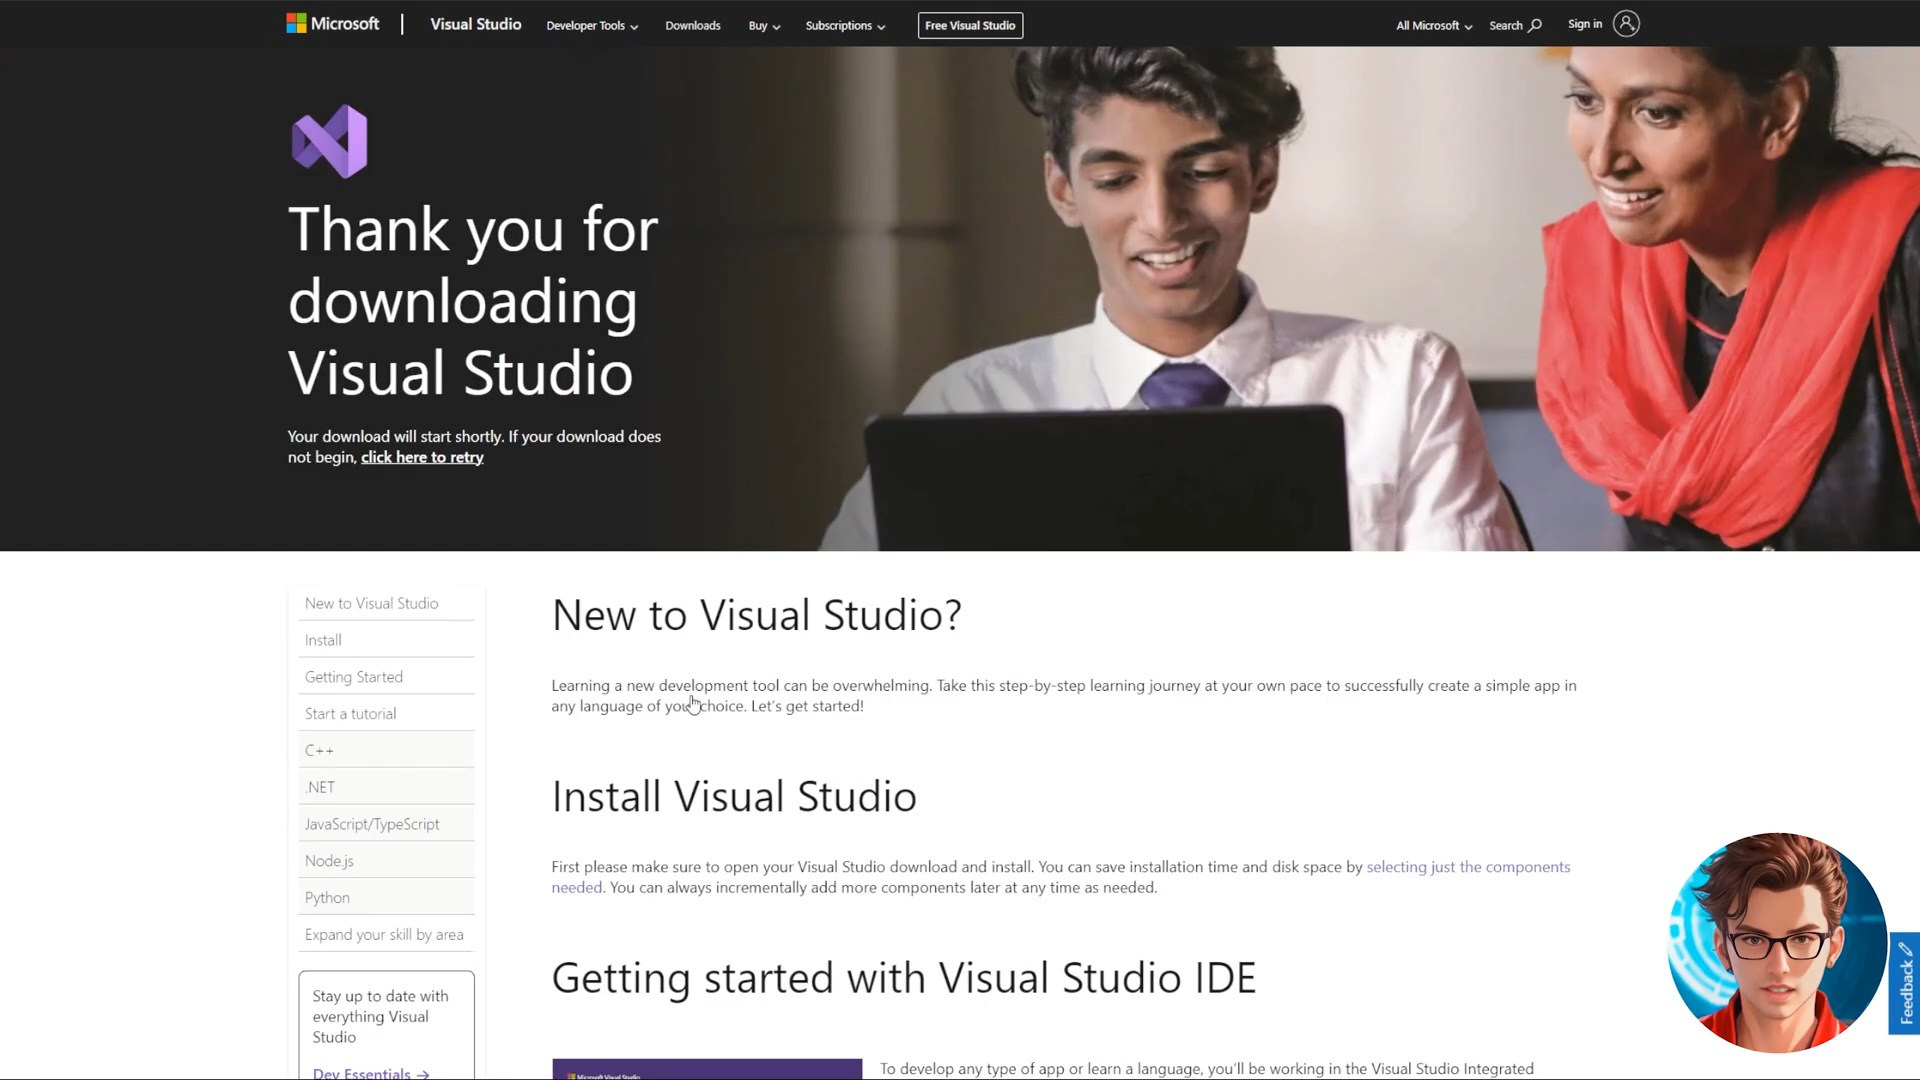 Microsoft
Visual Studio
Developer Tools
Downloads
Buy
Subscriptions
Free Visual Studio
All Microsoft
Search
Sign in
Thank you for
downloading
Visual Studio
Your download will start shortly. If your download does
not begin, click here to retry
New to Visual Studio
Install
Getting Started
Start a tutorial
C++
.NET
JavaScript/TypeScript
Node.js
Python
Expand your skill by area
Stay up to date with
everything Visual
Studio
Dev Essentials →
New to Visual Studio?
Learning a new development tool can be overwhelming. Take this step-by-step learning journey at your own pace to successfully create a simple app in
any language of your choice. Let's get started!
Install Visual Studio
First please make sure to open your Visual Studio download and install. You can save installation time and disk space by selecting just the components
needed. You can always incrementally add more components later at any time as needed.
Getting started with Visual Studio IDE
Microsoft Visual Studio
To develop any type of app or learn a language, you'll be working in the Visual Studio Integrated
Feedback